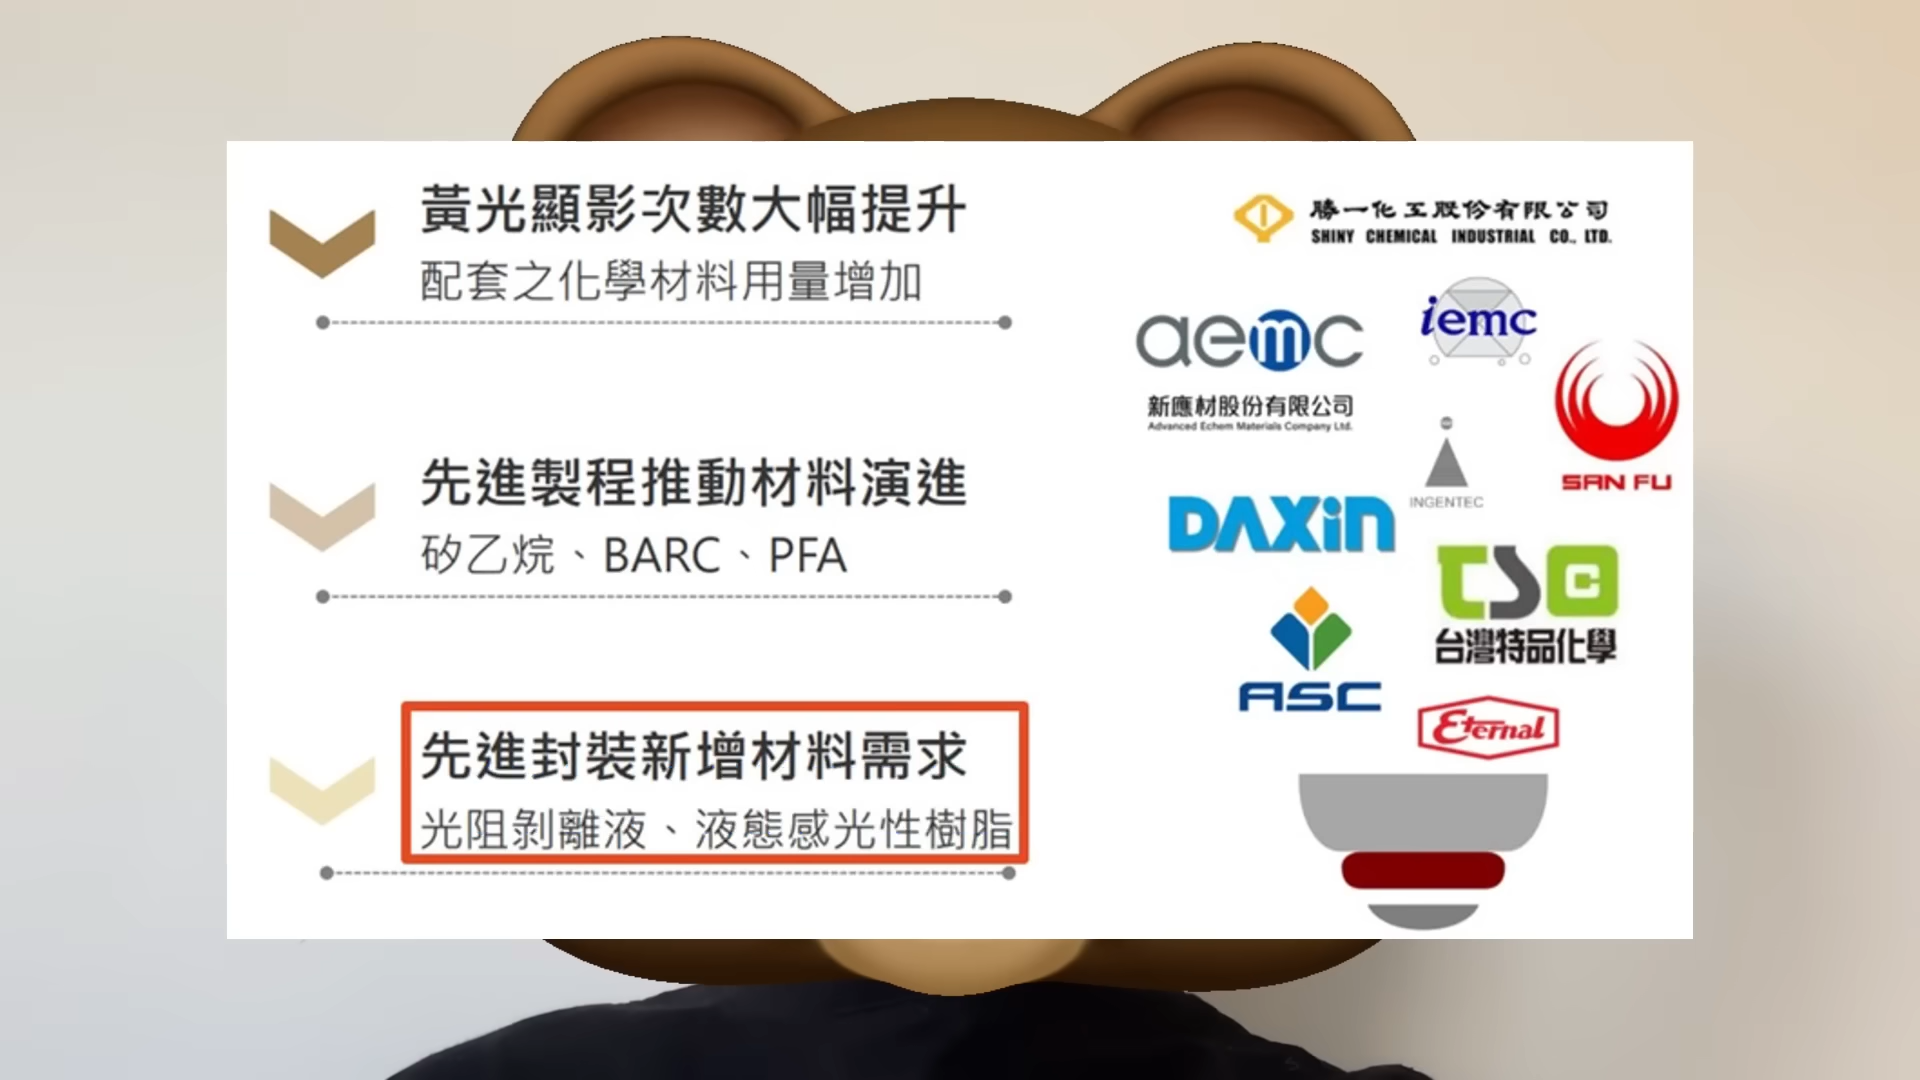 黃光顯影次數大幅提升
配套之化學材料用量增加
先進製程推動材料演進
矽乙烷、BARC、PFA
先進封裝新增材料需求
光阻剝離液、液態感光性樹脂
勝一化工股份有限公司
SHINY CHEMICAL INDUSTRIAL CO., LTD.
aemc
新應材股份有限公司
Advanced Echem Materials Company Ltd.
iemc
SAN FU
INGENTEC
DAXIN
TSC
台灣特品化學
ASC
Eternal